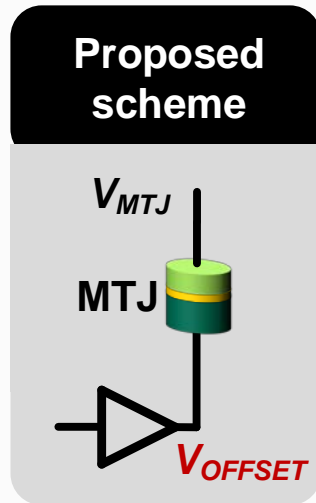 Proposed
scheme
VMTJ
MTJ
VOFFSET